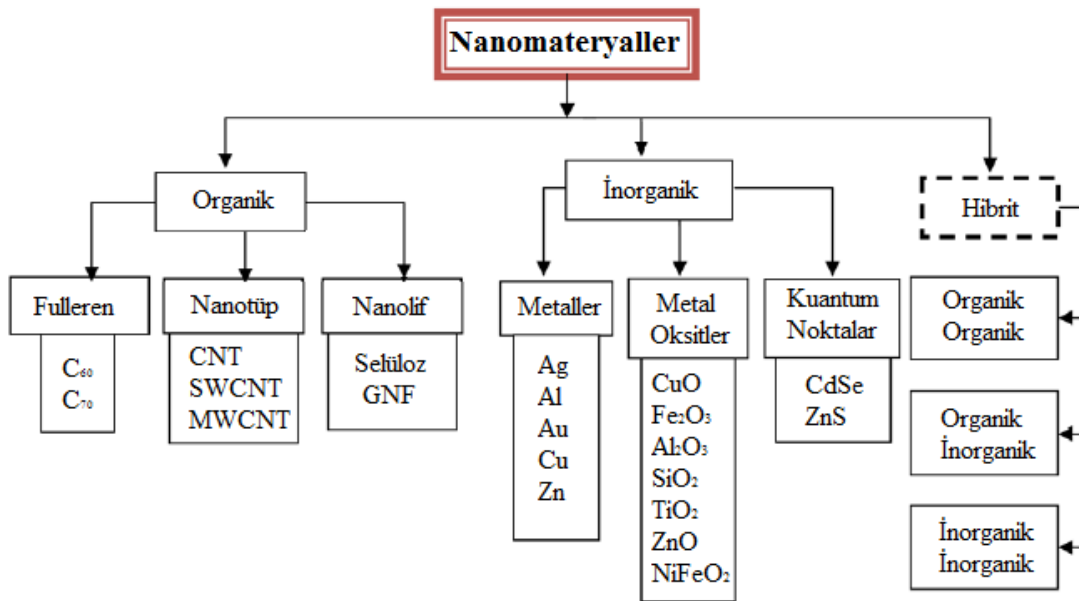 Nanomateryaller
Organik
İnorganik
Hibrit
Fulleren
C₆₀
C₇₀
Nanotüp
CNT
SWCNT
MWCNT
Nanolif
Selüloz
GNF
Metaller
Ag
Al
Au
Cu
Zn
Metal
Oksitler
CuO
Fe₂O₃
Al₂O₃
SiO₂
TiO₂
ZnO
NiFeO₂
Kuantum
Noktalar
CdSe
ZnS
Organik
Organik
Organik
İnorganik
İnorganik
İnorganik